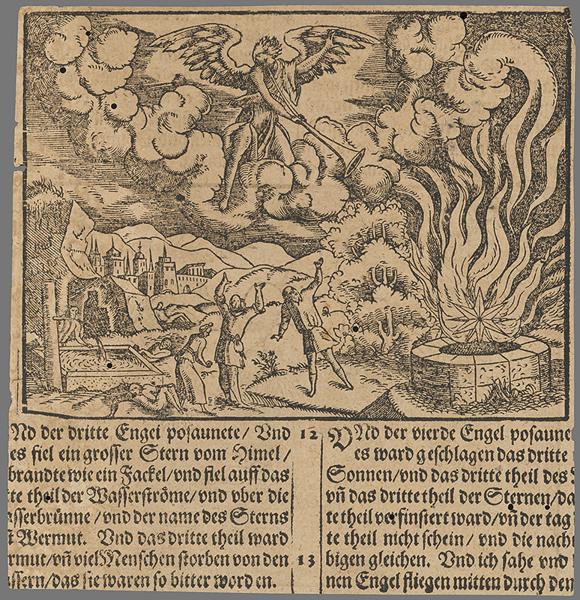 Nd der dritte Engel posaunete/ Vnd
es fiel ein grosser Stern vom Himel/
brandte wie ein Fackel/vnd fiel auff das
te theil der Wasserströme/vnd vber die
sserbrünne/vnd der name des Sterns
Wermut. Vnd das dritte theil ward
rmut/vñ viel Menschen storben von den
ssern/das sie waren so bitter worden.
12 VNd der vierde Engel posaune
es ward geschlagen das dritte
Sonnen/vnd das dritte theil des
vñ das dritte theil der Sternen/da
te theil verfinstert ward/vñ der tag
te theil nicht schein/ vnd die nach
13 bigen gleichen. Vnd ich sahe vnd
nen Engel fliegen mitten durch den